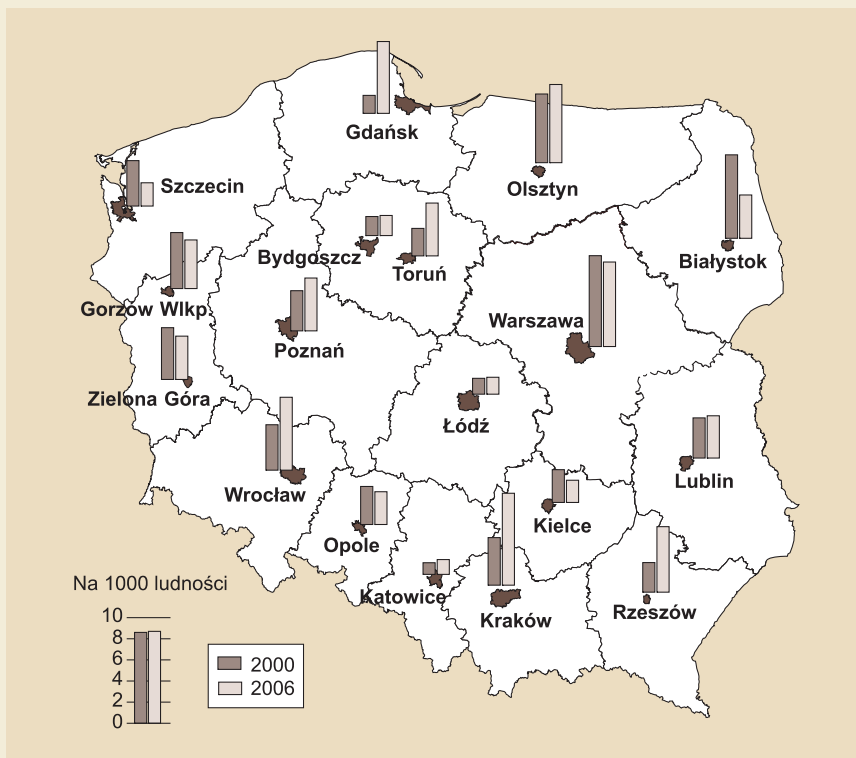 Gdańsk
Olsztyn
Szczecin
Białystok
Bydgoszcz
Toruń
Gorzów Wlkp.
Warszawa
Poznań
Zielona Góra
Łódź
Lublin
Wrocław
Kielce
Opole
Katowice
Kraków
Rzeszów
Na 1000 ludności
10
8
6
4
2
0
2000
2006